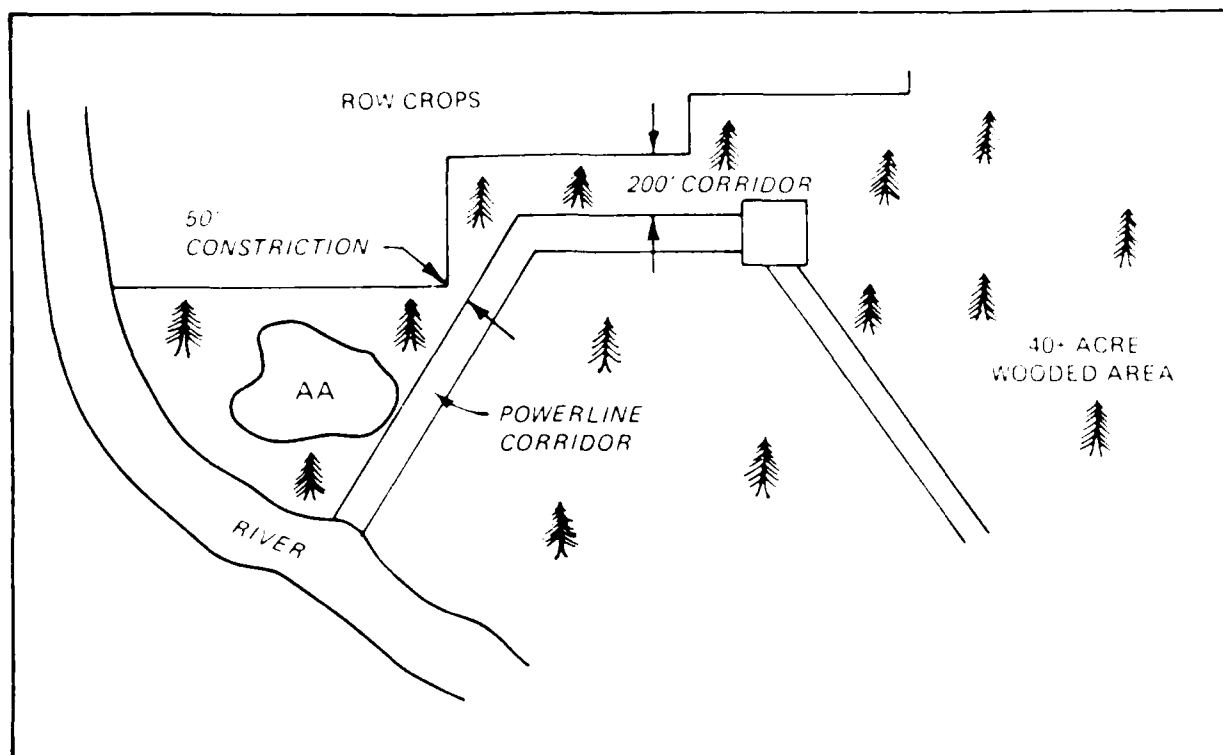 ROW CROPS
200' CORRIDOR
50'
CONSTRICTION
40+ ACRE
WOODED AREA
AA
POWERLINE
CORRIDOR
RIVER